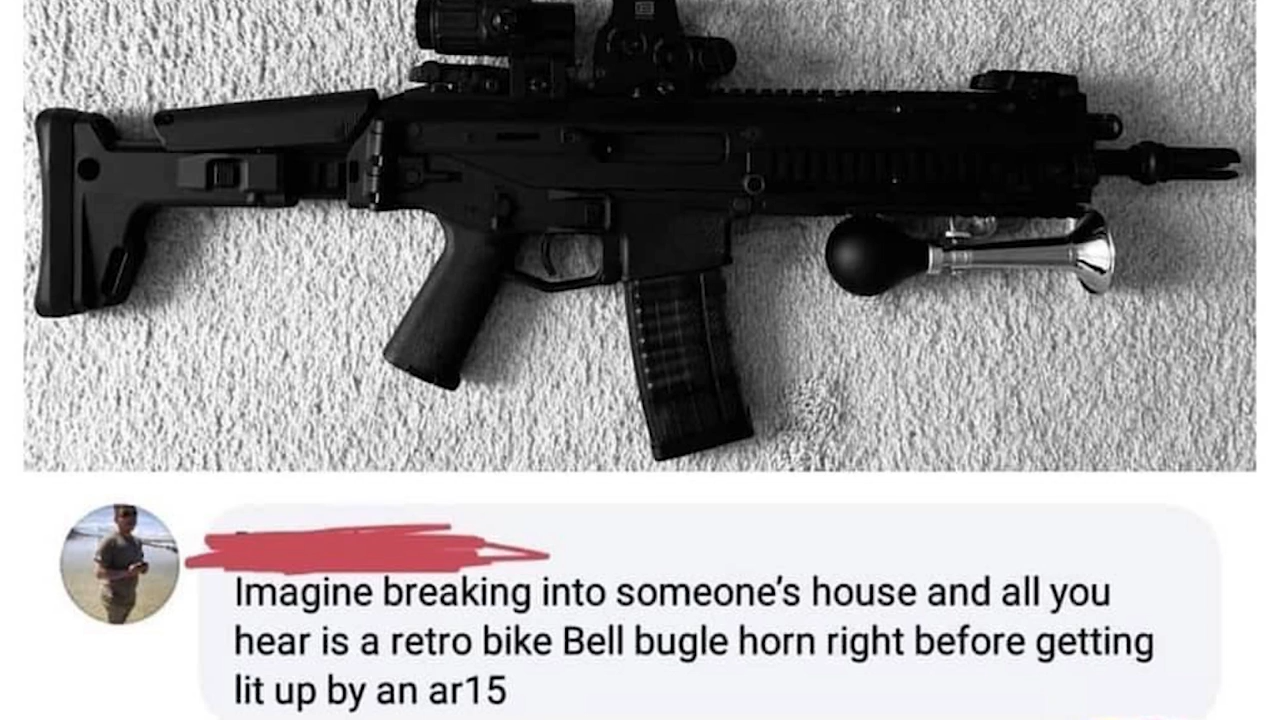 Imagine breaking into someone's house and all you
hear is a retro bike Bell bugle horn right before getting
lit up by an ar15